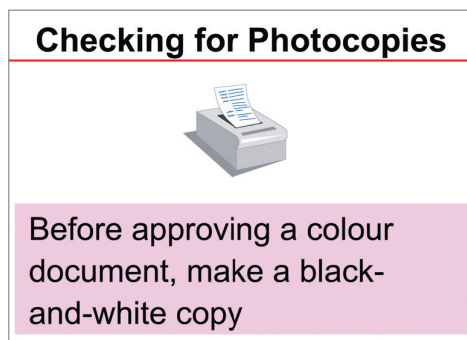 Checking for Photocopies
Before approving a colour
document, make a black-
and-white copy